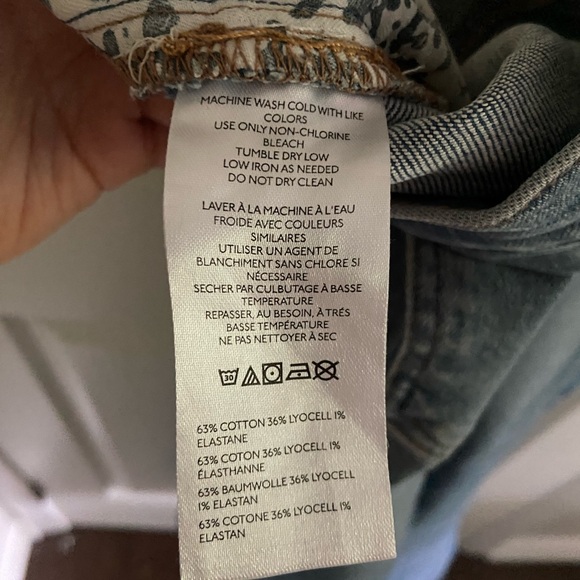 MACHINE WASH COLD WITH LIKE
COLORS
USE ONLY NON-CHLORINE
BLEACH
TUMBLE DRY LOW
LOW IRON AS NEEDED
DO NOT DRY CLEAN
LAVER À LA MACHINE À L'EAU
FROIDE AVEC COULEURS
SIMILAIRES
UTILISER UN AGENT DE
BLANCHIMENT SANS CHLORE SI
NÉCESSAIRE
SECHER PAR CULBUTAGE À BASSE
TEMPERATURE
REPASSER, AU BESOIN, À TRÉS
BASSE TEMPÉRATURE
NE PAS NETTOYER À SEC
30
63% COTTON 36% LYOCELL 1%
ELASTANE
63% COTON 36% LYOCELL 1%
ÉLASTHANNE
63% BAUMWOLLE 36% LYOCELL
1% ELASTAN
63% COTONE 36% LYOCELL 1%
ELASTAN